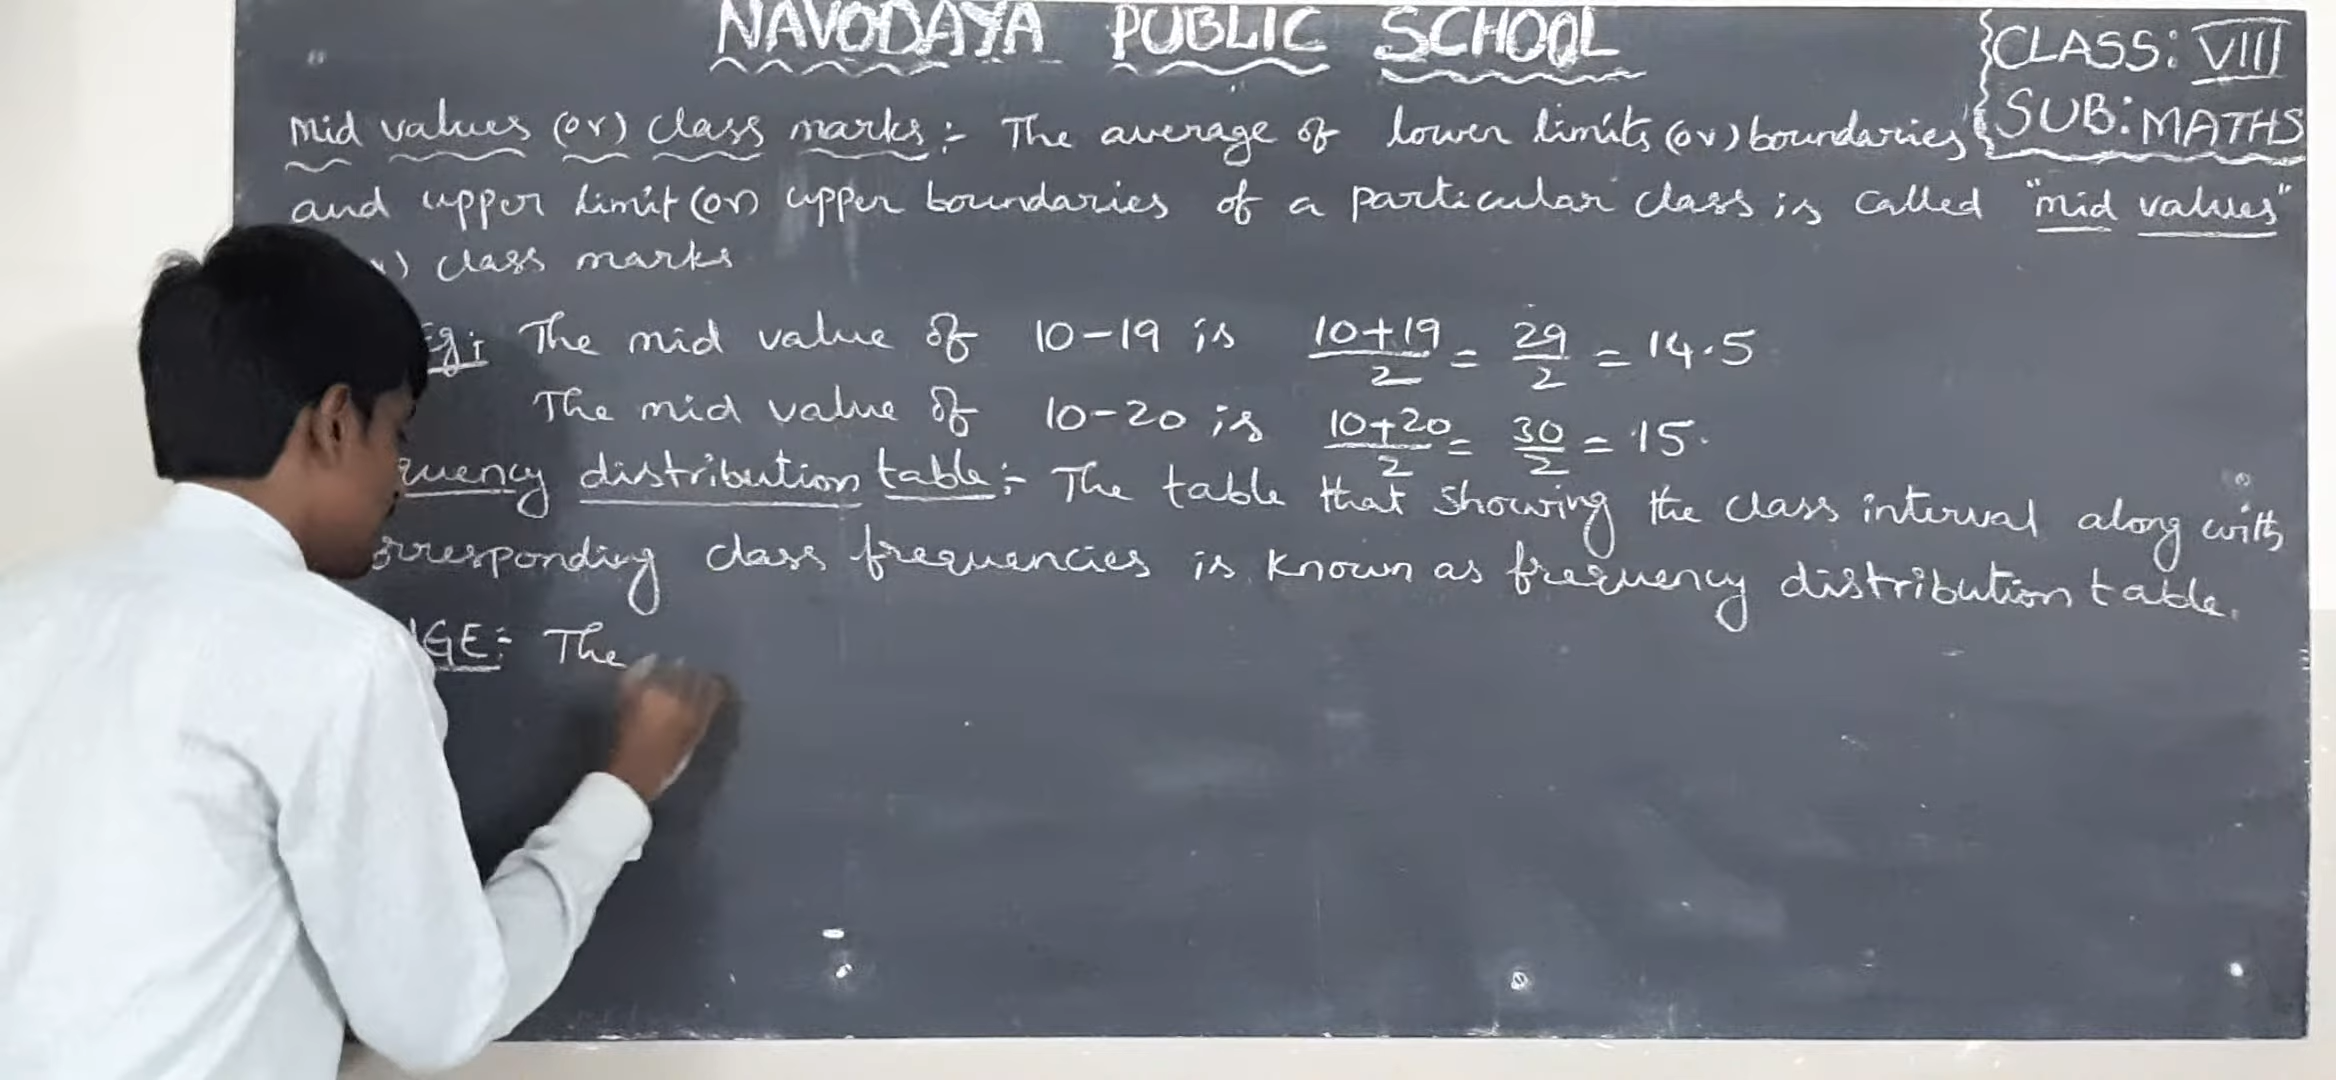 NAVODAYA PUBLIC SCHOOL
CLASS: VIII
SUB: MATHS
Mid values (or) class marks:- The average of lower limits (or) boundaries
and upper limit (or) upper boundaries of a particular class is called "mid values"
) class marks
Eg: The mid value of 10-19 is 10+19/2 = 29/2 = 14.5
The mid value of 10-20 is 10+20/2 = 30/2 = 15.
quency distribution table:- The table that showing the class interval along with
orresponding class frequencies is known as frequency distribution table.
NGE:- The